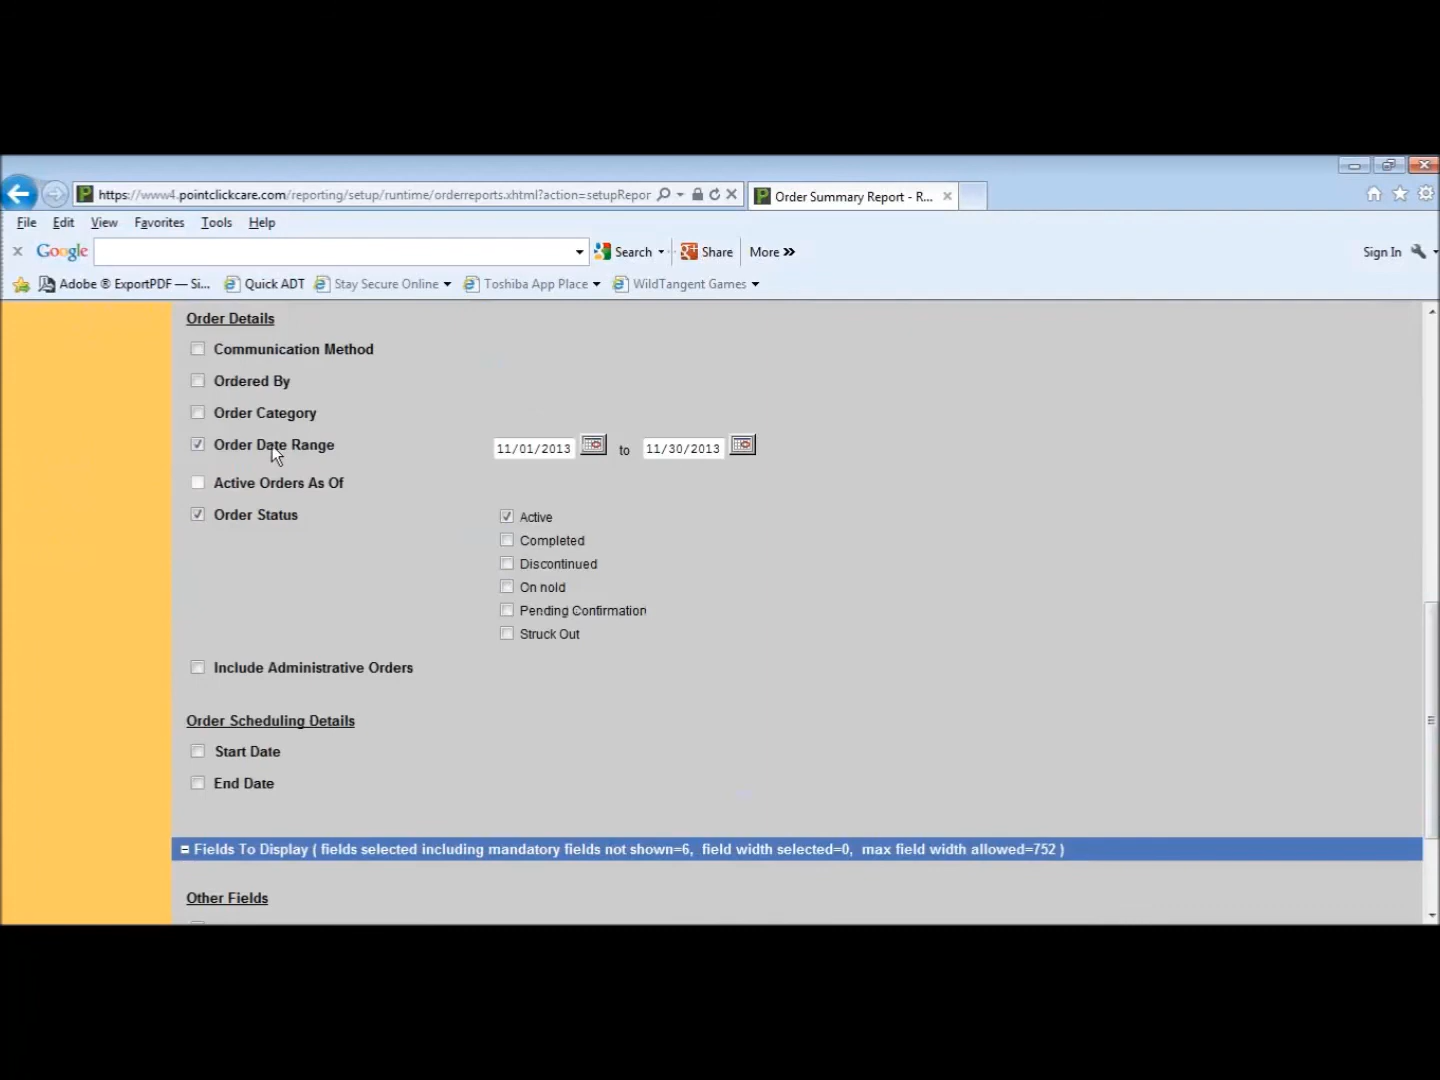 https://www4.pointclickcare.com/reporting/setup/runtime/orderreports.xhtml?action=setupRepor
Order Summary Report - R...
File Edit View Favorites Tools Help
x Google Search Share More »
Sign In
Adobe ® ExportPDF — Si... Quick ADT Stay Secure Online Toshiba App Place WildTangent Games
Order Details
Communication Method
Ordered By
Order Category
Order Date Range 11/01/2013 to 11/30/2013
Active Orders As Of
Order Status Active
Completed
Discontinued
On nold
Pending Confirmation
Struck Out
Include Administrative Orders
Order Scheduling Details
Start Date
End Date
Fields To Display ( fields selected including mandatory fields not shown=6, field width selected=0, max field width allowed=752 )
Other Fields